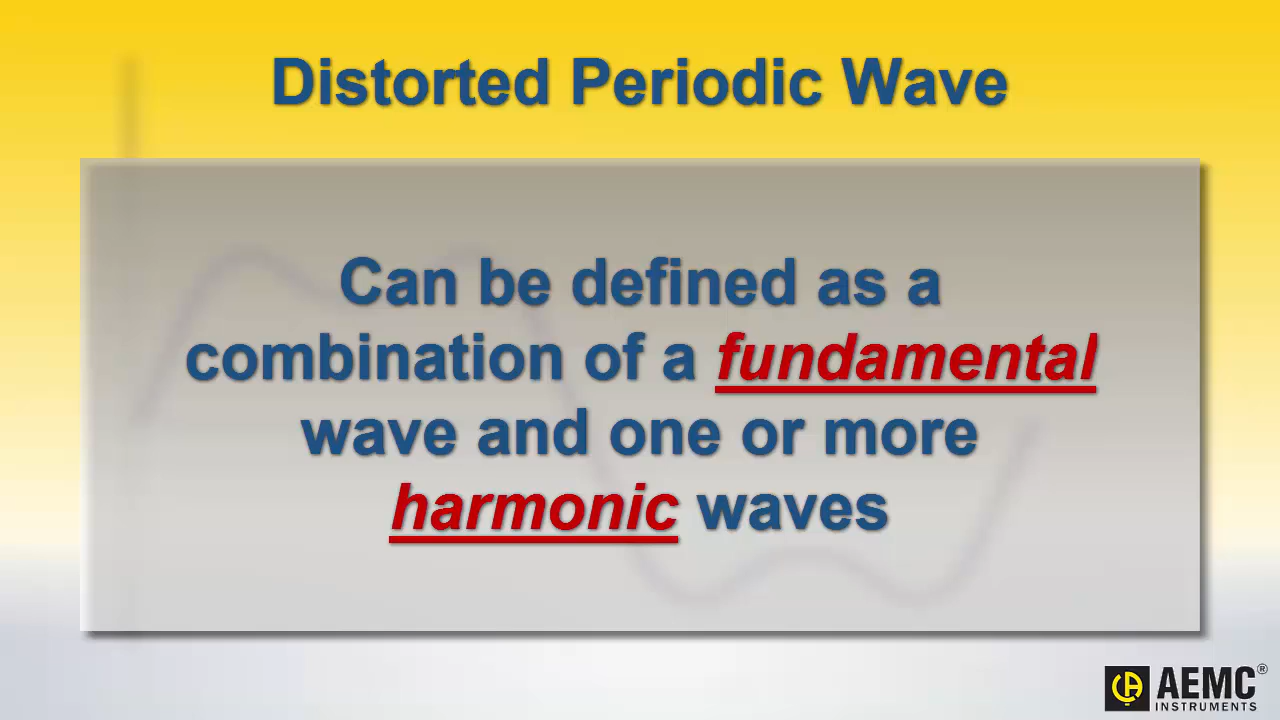 Distorted Periodic Wave
Can be defined as a
combination of a fundamental
wave and one or more
harmonic waves
AEMC®
INSTRUMENTS